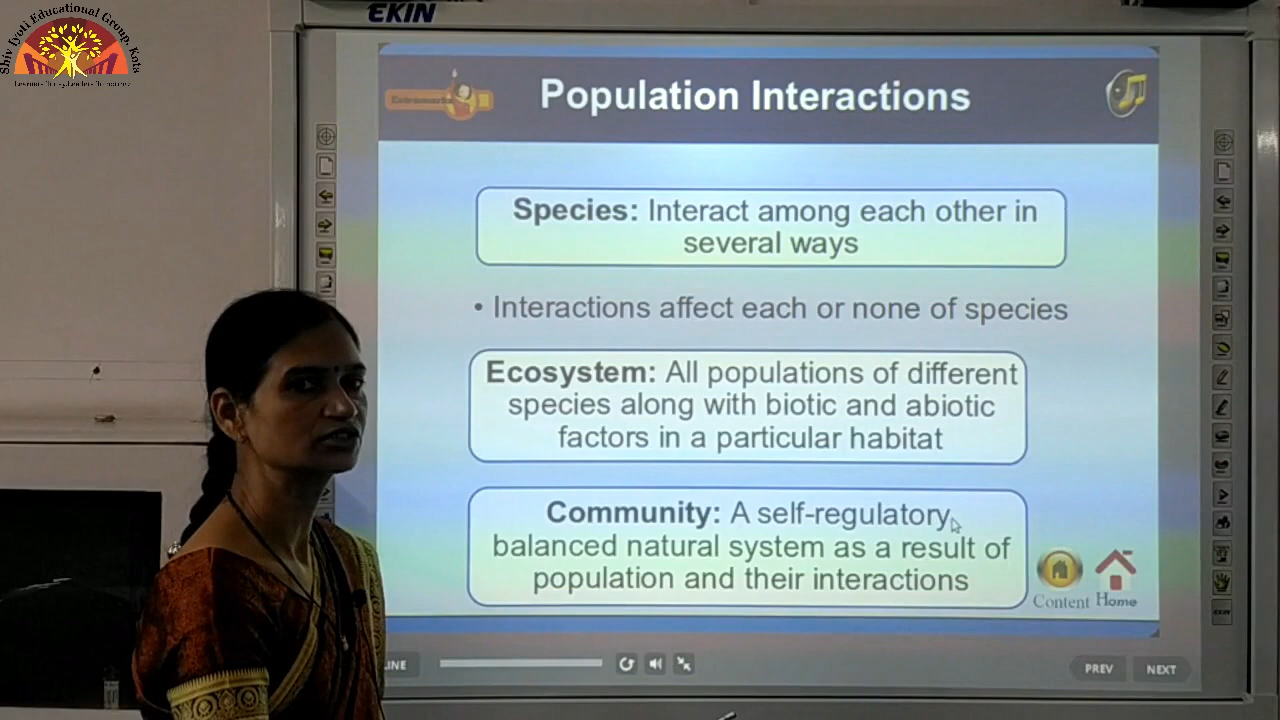 Shiv Jyoti Educational Group, Kota
EKIN
Extramarks
Population Interactions
Species: Interact among each other in
several ways
• Interactions affect each or none of species
Ecosystem: All populations of different
species along with biotic and abiotic
factors in a particular habitat
Community: A self-regulatory,
balanced natural system as a result of
population and their interactions
Content Home
LINE
PREV
NEXT